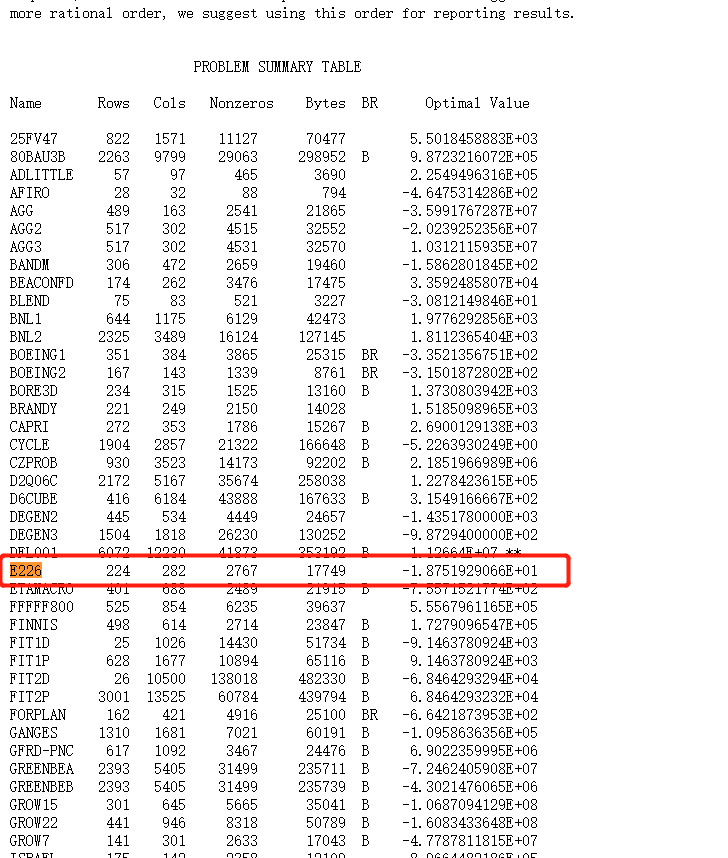 more rational order, we suggest using this order for reporting results.
PROBLEM SUMMARY TABLE
Name Rows Cols Nonzeros Bytes BR Optimal Value
25FV47 822 1571 11127 70477 5.5018458883E+03
80BAU3B 2263 9799 29063 298952 B 9.8723216072E+05
ADLITTLE 57 97 465 3690 2.2549496316E+05
AFIRO 28 32 88 794 -4.6475314286E+02
AGG 489 163 2541 21865 -3.5991767287E+07
AGG2 517 302 4515 32552 -2.0239252356E+07
AGG3 517 302 4531 32570 1.0312115935E+07
BANDM 306 472 2659 19460 -1.5862801845E+02
BEACONFD 174 262 3476 17475 3.3592485807E+04
BLEND 75 83 521 3227 -3.0812149846E+01
BNL1 644 1175 6129 42473 1.9776292856E+03
BNL2 2325 3489 16124 127145 1.8112365404E+03
BOEING1 351 384 3865 25315 BR -3.3521356751E+02
BOEING2 167 143 1339 8761 BR -3.1501872802E+02
BORE3D 234 315 1525 13160 B 1.3730803942E+03
BRANDY 221 249 2150 14028 1.5185098965E+03
CAPRI 272 353 1786 15267 B 2.6900129138E+03
CYCLE 1904 2857 21322 166648 B -5.2263930249E+00
CZPROB 930 3523 14173 92202 B 2.1851966989E+06
D2Q06C 2172 5167 35674 258038 1.2278423615E+05
D6CUBE 416 6184 43888 167633 B 3.1549166667E+02
DEGEN2 445 534 4449 24657 -1.4351780000E+03
DEGEN3 1504 1818 26230 130252 -9.8729400000E+02
DFL001 6072 12230 41873 353192 B 1.12664E+07 **
E226 224 282 2767 17749 -1.8751929066E+01
ETAMACRO 401 688 2489 21915 B -7.5571521774E+02
FFFFF800 525 854 6235 39637 5.5567961165E+05
FINNIS 498 614 2714 23847 B 1.7279096547E+05
FIT1D 25 1026 14430 51734 B -9.1463780924E+03
FIT1P 628 1677 10894 65116 B 9.1463780924E+03
FIT2D 26 10500 138018 482330 B -6.8464293294E+04
FIT2P 3001 13525 60784 439794 B 6.8464293232E+04
FORPLAN 162 421 4916 25100 BR -6.6421873953E+02
GANGES 1310 1681 7021 60191 B -1.0958636356E+05
GFRD-PNC 617 1092 3467 24476 B 6.9022359995E+06
GREENBEA 2393 5405 31499 235711 B -7.2462405908E+07
GREENBEB 2393 5405 31499 235739 B -4.3021476065E+06
GROW15 301 645 5665 35041 B -1.0687094129E+08
GROW22 441 946 8318 50789 B -1.6083433648E+08
GROW7 141 301 2633 17043 B -4.7787811815E+07